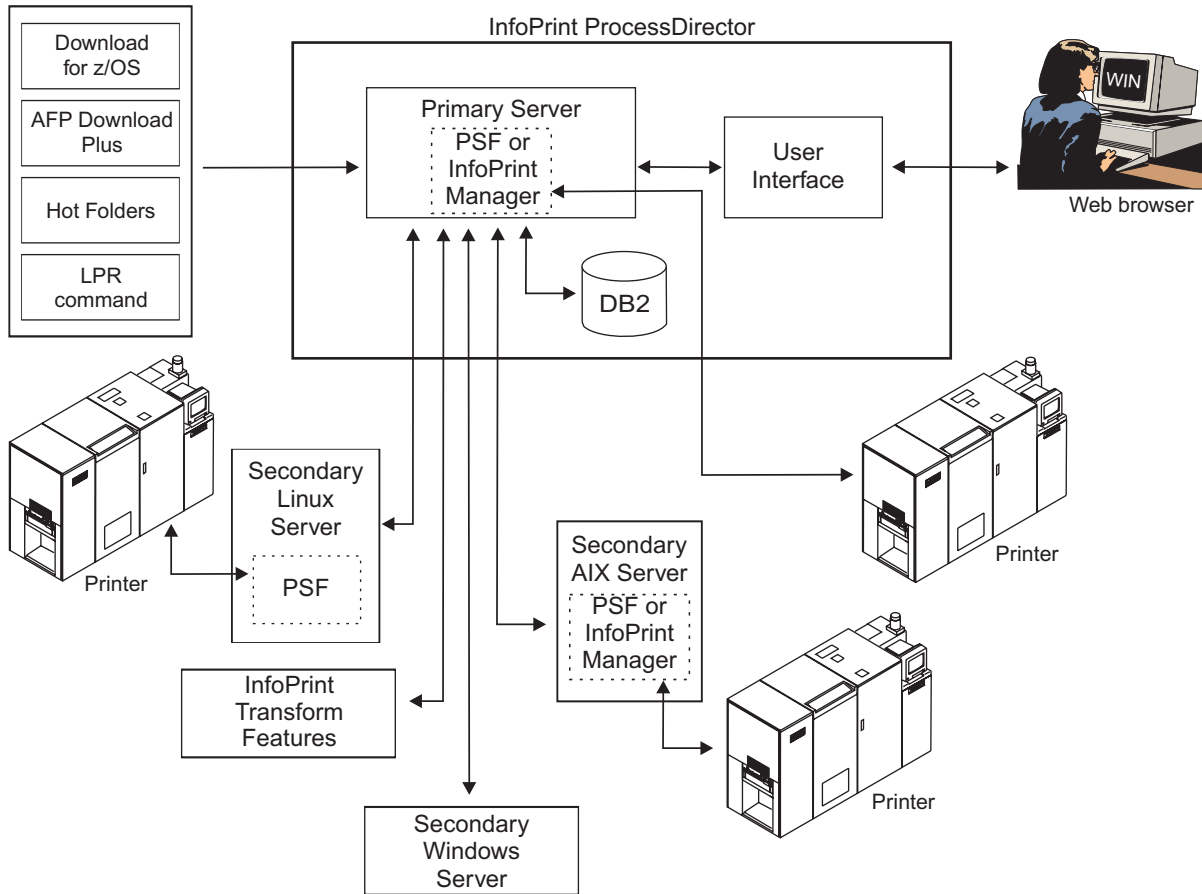 InfoPrint ProcessDirector
Download
for z/OS
AFP Download
Plus
Hot Folders
LPR
command
Primary Server
PSF or
InfoPrint
Manager
User
Interface
WIN
Web browser
DB2
Printer
Secondary
Linux
Server
PSF
Secondary
AIX Server
PSF or
InfoPrint
Manager
Printer
InfoPrint
Transform
Features
Printer
Secondary
Windows
Server